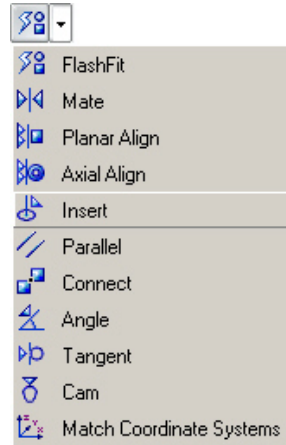 FlashFit
Mate
Planar Align
Axial Align
Insert
Parallel
Connect
Angle
Tangent
Cam
Match Coordinate Systems